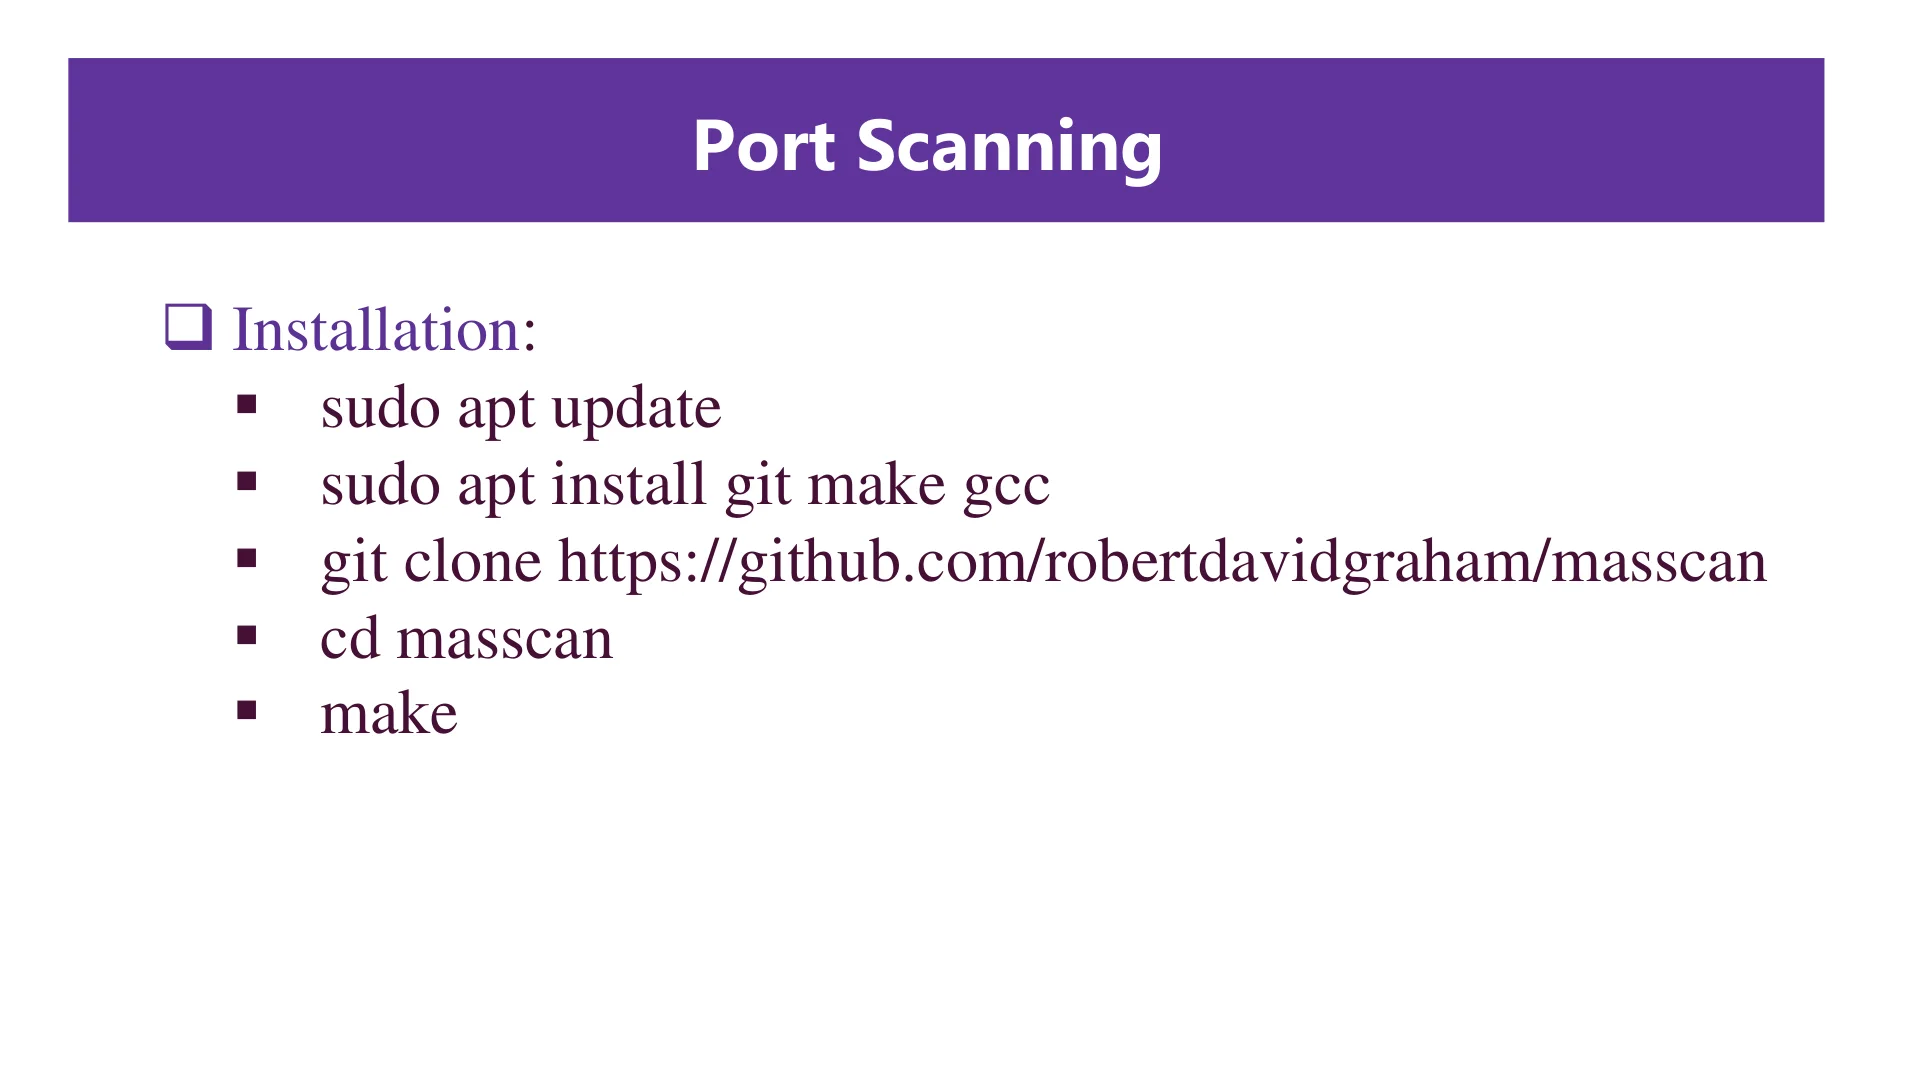 Port Scanning
❑ Installation:
▪ sudo apt update
▪ sudo apt install git make gcc
▪ git clone https://github.com/robertdavidgraham/masscan
▪ cd masscan
▪ make